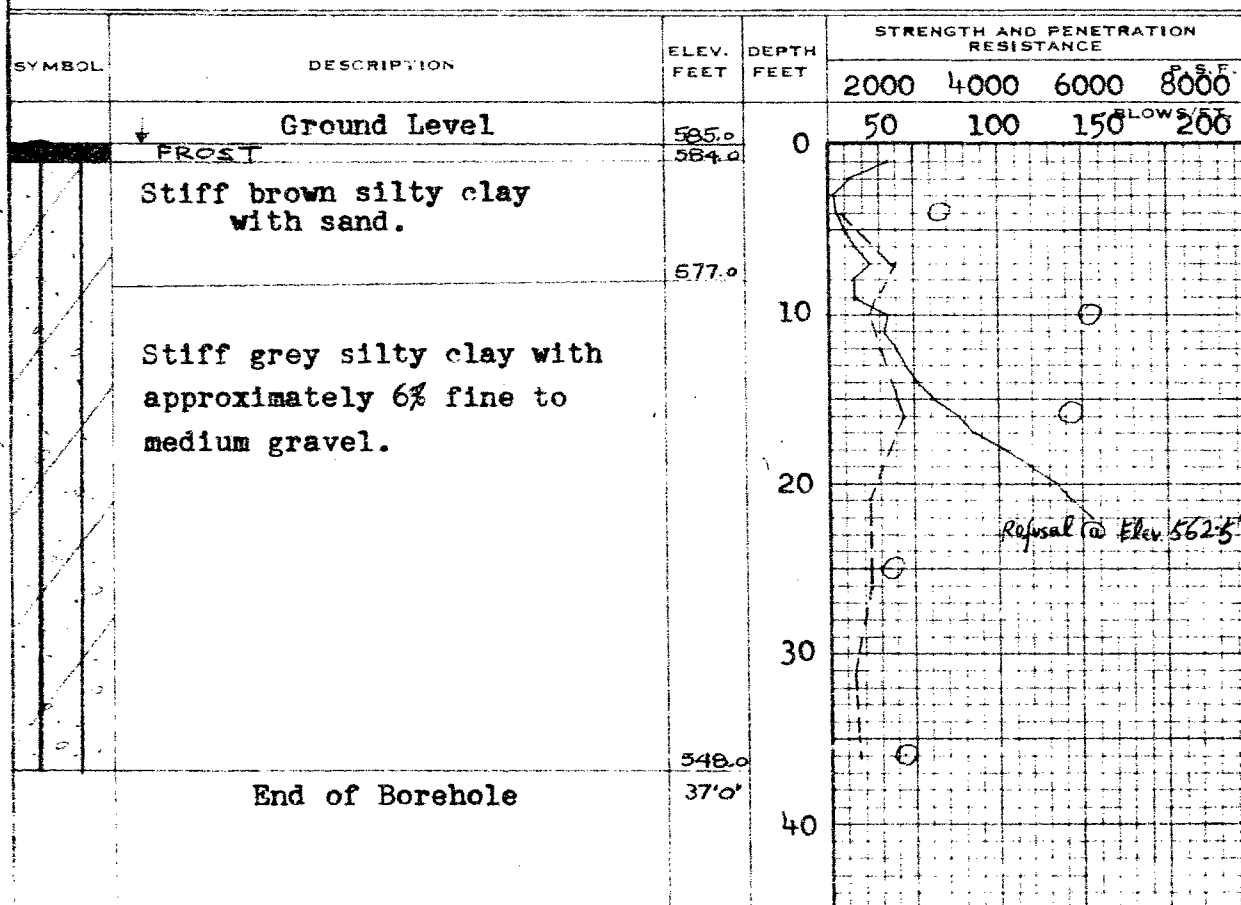 STRENGTH AND PENETRATION
RESISTANCE
SYMBOL DESCRIPTION ELEV. FEET DEPTH FEET
P.S.F.
2000 4000 6000 8000
BLOWS/FT.
50 100 150 200
Ground Level 585.0 0
FROST 584.0
Stiff brown silty clay
with sand.
577.0
10
Stiff grey silty clay with
approximately 6% fine to
medium gravel.
20
Refusal @ Elev. 562.5
30
548.0
End of Borehole 37'0"
40